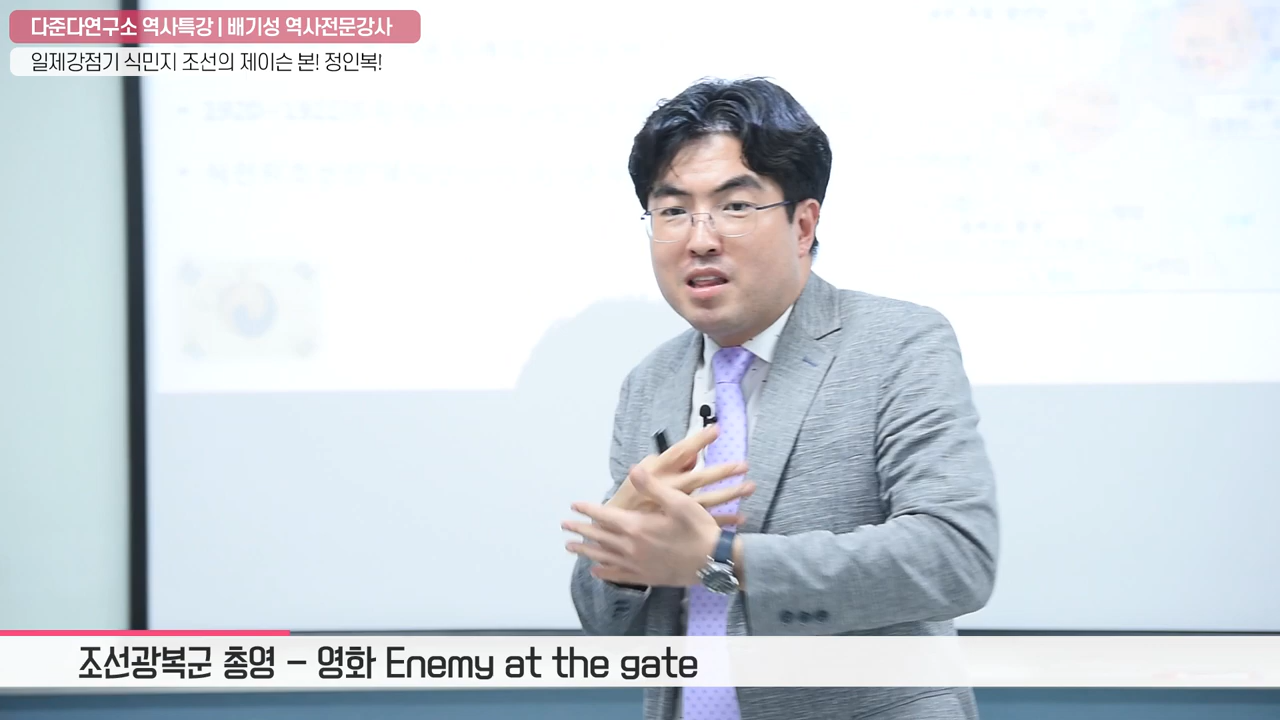 다준다연구소 역사특강 | 배기성 역사전문강사
일제강점기 식민지 조선의 제이슨 본! 정인복!
조선광복군 총영 – 영화 Enemy at the gate